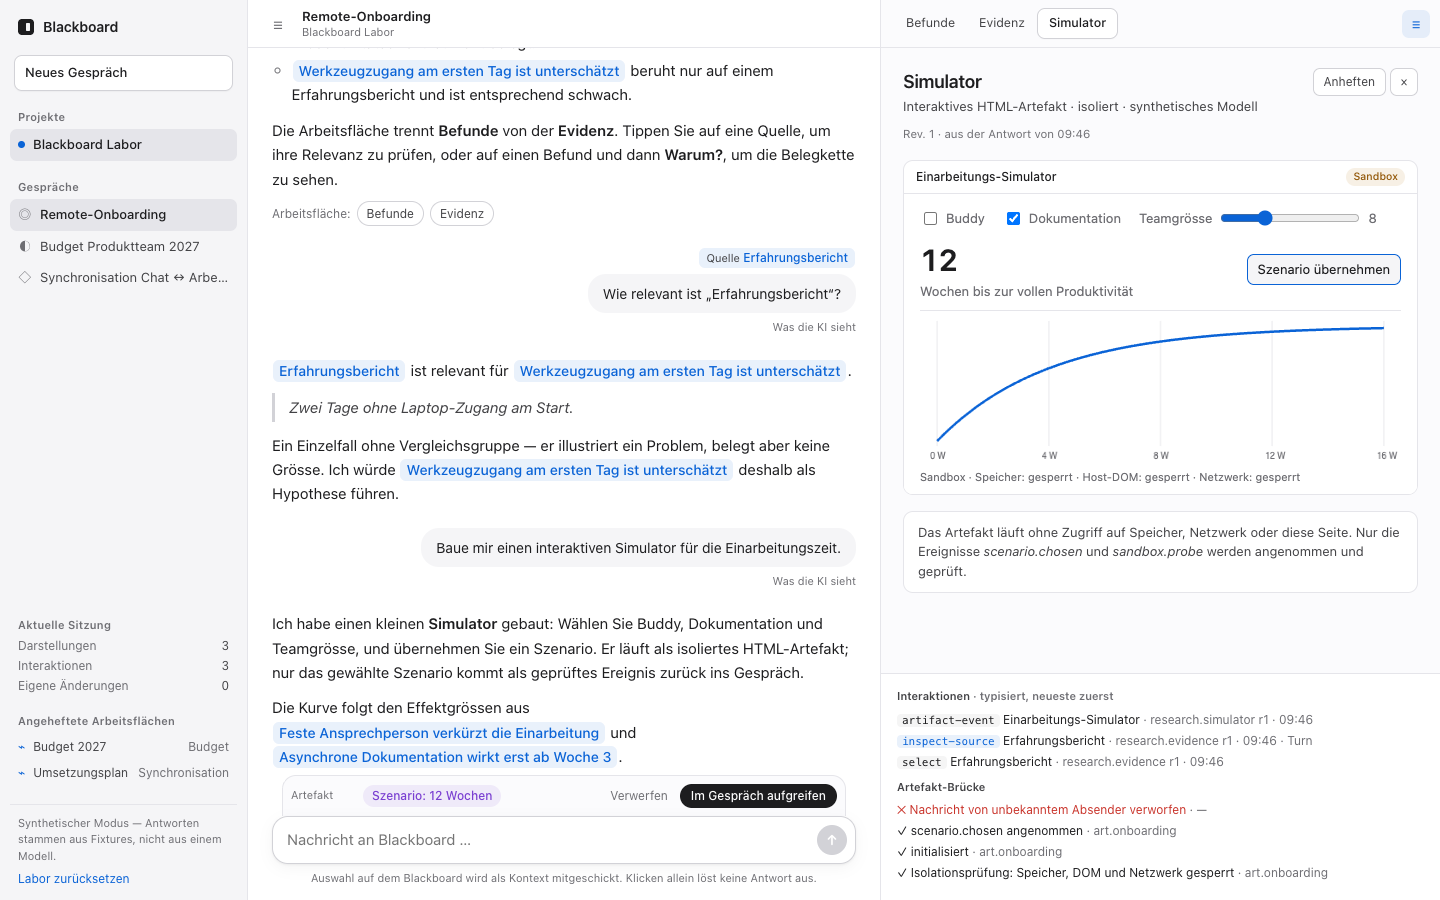 Blackboard
Neues Gespräch
Projekte
Blackboard Labor
Gespräche
Remote-Onboarding
Budget Produktteam 2027
Synchronisation Chat ↔ Arbe…
Aktuelle Sitzung
Darstellungen 3
Interaktionen 3
Eigene Änderungen 0
Angeheftete Arbeitsflächen
Budget 2027 Budget
Umsetzungsplan Synchronisation
Synthetischer Modus — Antworten
stammen aus Fixtures, nicht aus einem
Modell.
Labor zurücksetzen
Remote-Onboarding
Blackboard Labor
Werkzeugzugang am ersten Tag ist unterschätzt beruht nur auf einem
Erfahrungsbericht und ist entsprechend schwach.
Die Arbeitsfläche trennt Befunde von der Evidenz. Tippen Sie auf eine Quelle, um
ihre Relevanz zu prüfen, oder auf einen Befund und dann Warum?, um die Belegkette
zu sehen.
Arbeitsfläche: Befunde Evidenz
Quelle Erfahrungsbericht
Wie relevant ist „Erfahrungsbericht“?
Was die KI sieht
Erfahrungsbericht ist relevant für Werkzeugzugang am ersten Tag ist unterschätzt .
Zwei Tage ohne Laptop-Zugang am Start.
Ein Einzelfall ohne Vergleichsgruppe — er illustriert ein Problem, belegt aber keine
Grösse. Ich würde Werkzeugzugang am ersten Tag ist unterschätzt deshalb als
Hypothese führen.
Baue mir einen interaktiven Simulator für die Einarbeitungszeit.
Was die KI sieht
Ich habe einen kleinen Simulator gebaut: Wählen Sie Buddy, Dokumentation und
Teamgrösse, und übernehmen Sie ein Szenario. Er läuft als isoliertes HTML-Artefakt;
nur das gewählte Szenario kommt als geprüftes Ereignis zurück ins Gespräch.
Die Kurve folgt den Effektgrössen aus
Feste Ansprechperson verkürzt die Einarbeitung und
Asynchrone Dokumentation wirkt erst ab Woche 3 .
Artefakt Szenario: 12 Wochen Verwerfen Im Gespräch aufgreifen
Nachricht an Blackboard …
Auswahl auf dem Blackboard wird als Kontext mitgeschickt. Klicken allein löst keine Antwort aus.
Befunde Evidenz Simulator
Simulator
Anheften ×
Interaktives HTML-Artefakt · isoliert · synthetisches Modell
Rev. 1 · aus der Antwort von 09:46
Einarbeitungs-Simulator Sandbox
Buddy Dokumentation Teamgrösse 8
12
Wochen bis zur vollen Produktivität
Szenario übernehmen
0 W 4 W 8 W 12 W 16 W
Sandbox · Speicher: gesperrt · Host-DOM: gesperrt · Netzwerk: gesperrt
Das Artefakt läuft ohne Zugriff auf Speicher, Netzwerk oder diese Seite. Nur die
Ereignisse scenario.chosen und sandbox.probe werden angenommen und
geprüft.
Interaktionen · typisiert, neueste zuerst
artifact-event Einarbeitungs-Simulator · research.simulator r1 · 09:46
inspect-source Erfahrungsbericht · research.evidence r1 · 09:46 · Turn
select Erfahrungsbericht · research.evidence r1 · 09:46
Artefakt-Brücke
✕ Nachricht von unbekanntem Absender verworfen · —
✓ scenario.chosen angenommen · art.onboarding
✓ initialisiert · art.onboarding
✓ Isolationsprüfung: Speicher, DOM und Netzwerk gesperrt · art.onboarding